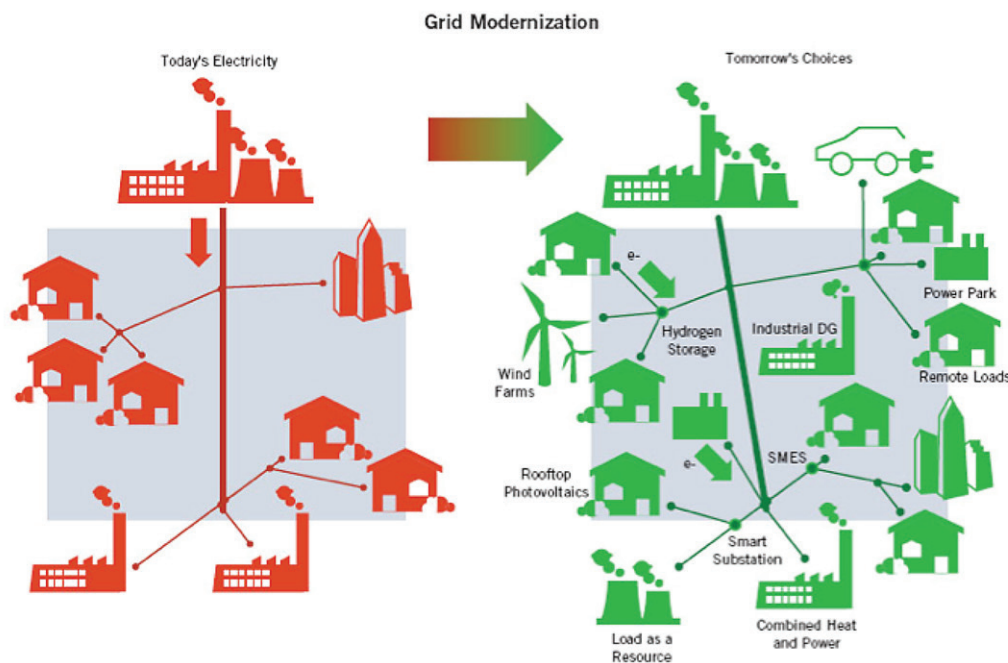 Grid Modernization
Today's Electricity
Tomorrow's Choices
e-
Power Park
Hydrogen
Storage
Industrial DG
Wind
Farms
Remote Loads
SMES
e-
Rooftop
Photovoltaics
Smart
Substation
Load as a
Resource
Combined Heat
and Power